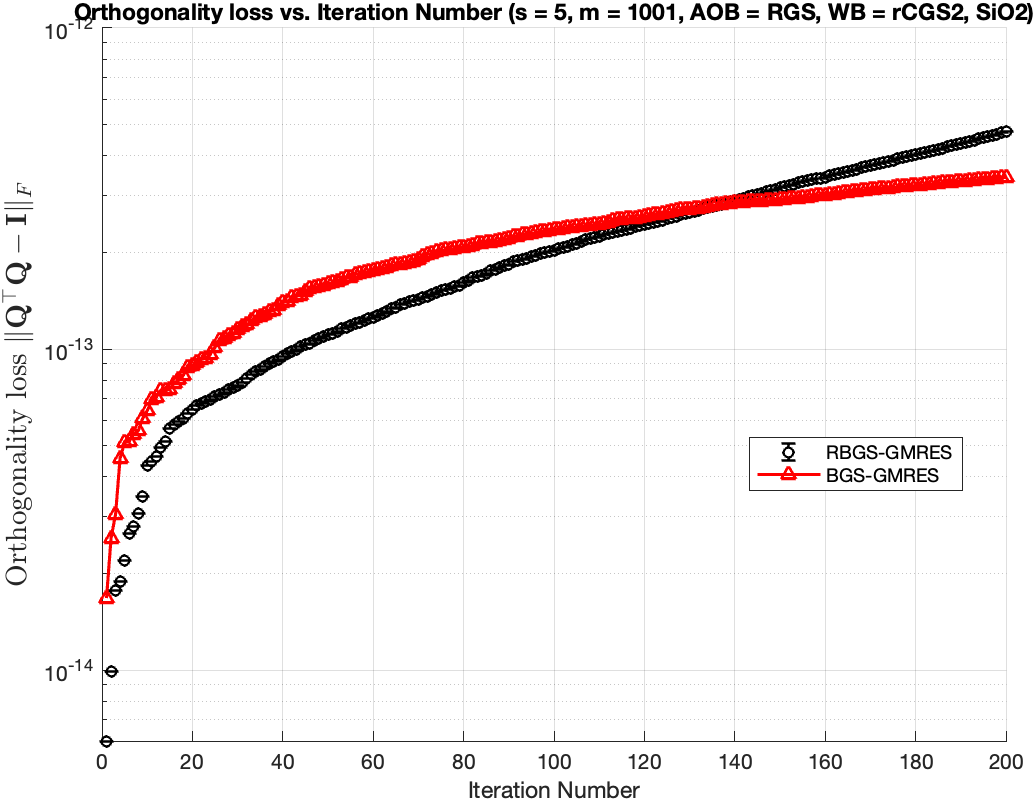 Orthogonality loss vs. Iteration Number (s = 5, m = 1001, AOB = RGS, WB = rCGS2, SiO2)
10^-12
10^-13
10^-14
Orthogonality loss ||Q^⊤Q − I||_F
RBGS-GMRES
BGS-GMRES
0 20 40 60 80 100 120 140 160 180 200
Iteration Number